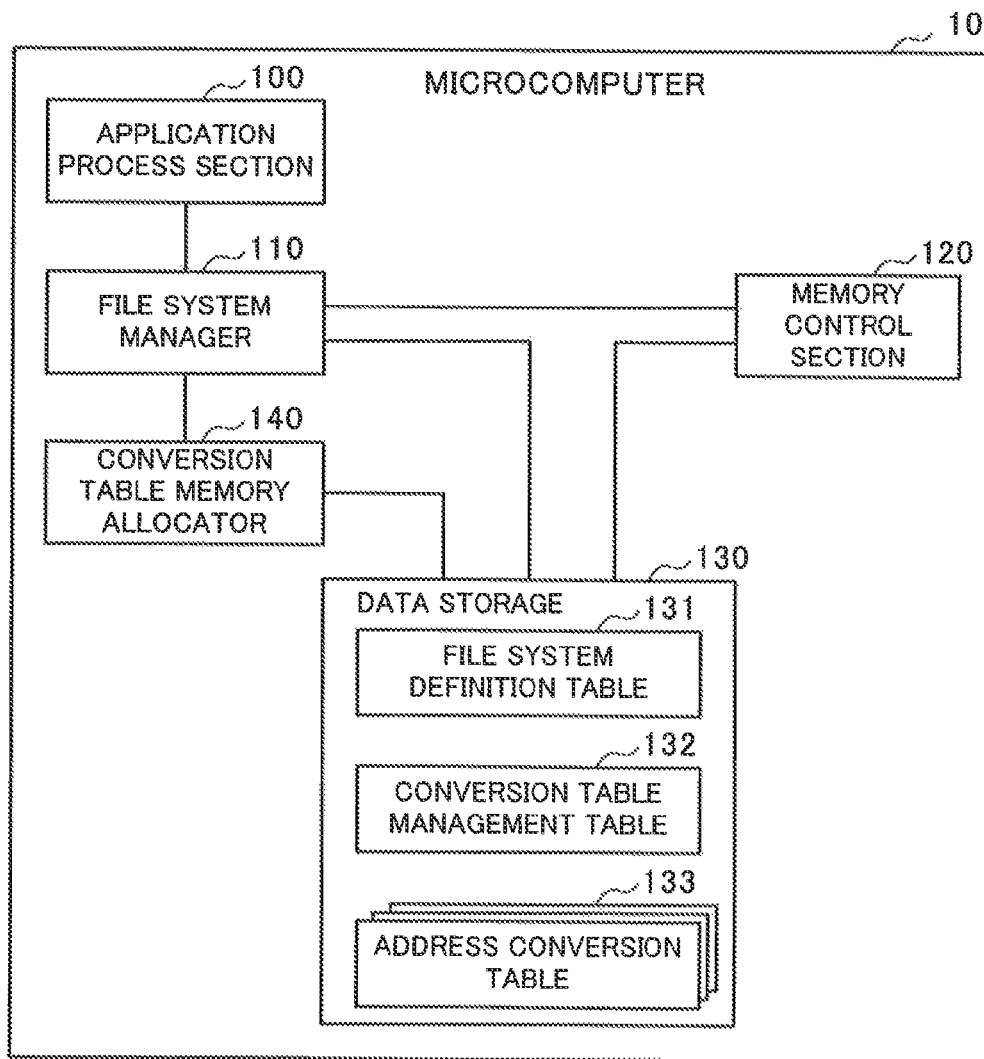 10
MICROCOMPUTER
100
APPLICATION
PROCESS SECTION
110
FILE SYSTEM
MANAGER
120
MEMORY
CONTROL
SECTION
140
CONVERSION
TABLE MEMORY
ALLOCATOR
130
DATA STORAGE
131
FILE SYSTEM
DEFINITION TABLE
132
CONVERSION TABLE
MANAGEMENT TABLE
133
ADDRESS CONVERSION
TABLE